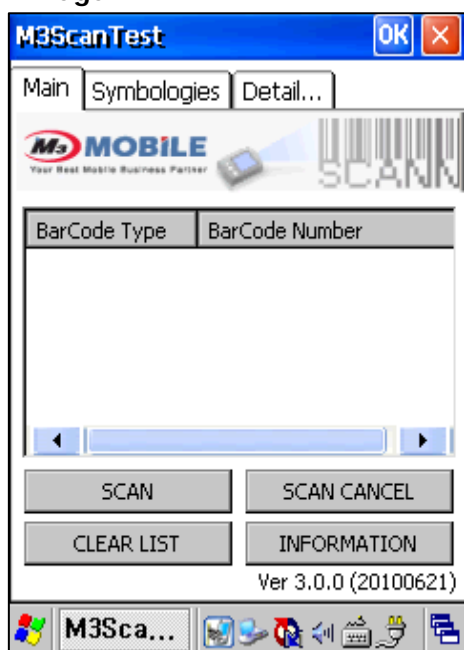 M3ScanTest OK
Main Symbologies Detail...
M3 MOBILE
Your Best Mobile Business Partner
SCANN
BarCode Type BarCode Number
SCAN SCAN CANCEL
CLEAR LIST INFORMATION
Ver 3.0.0 (20100621)
M3Sca...